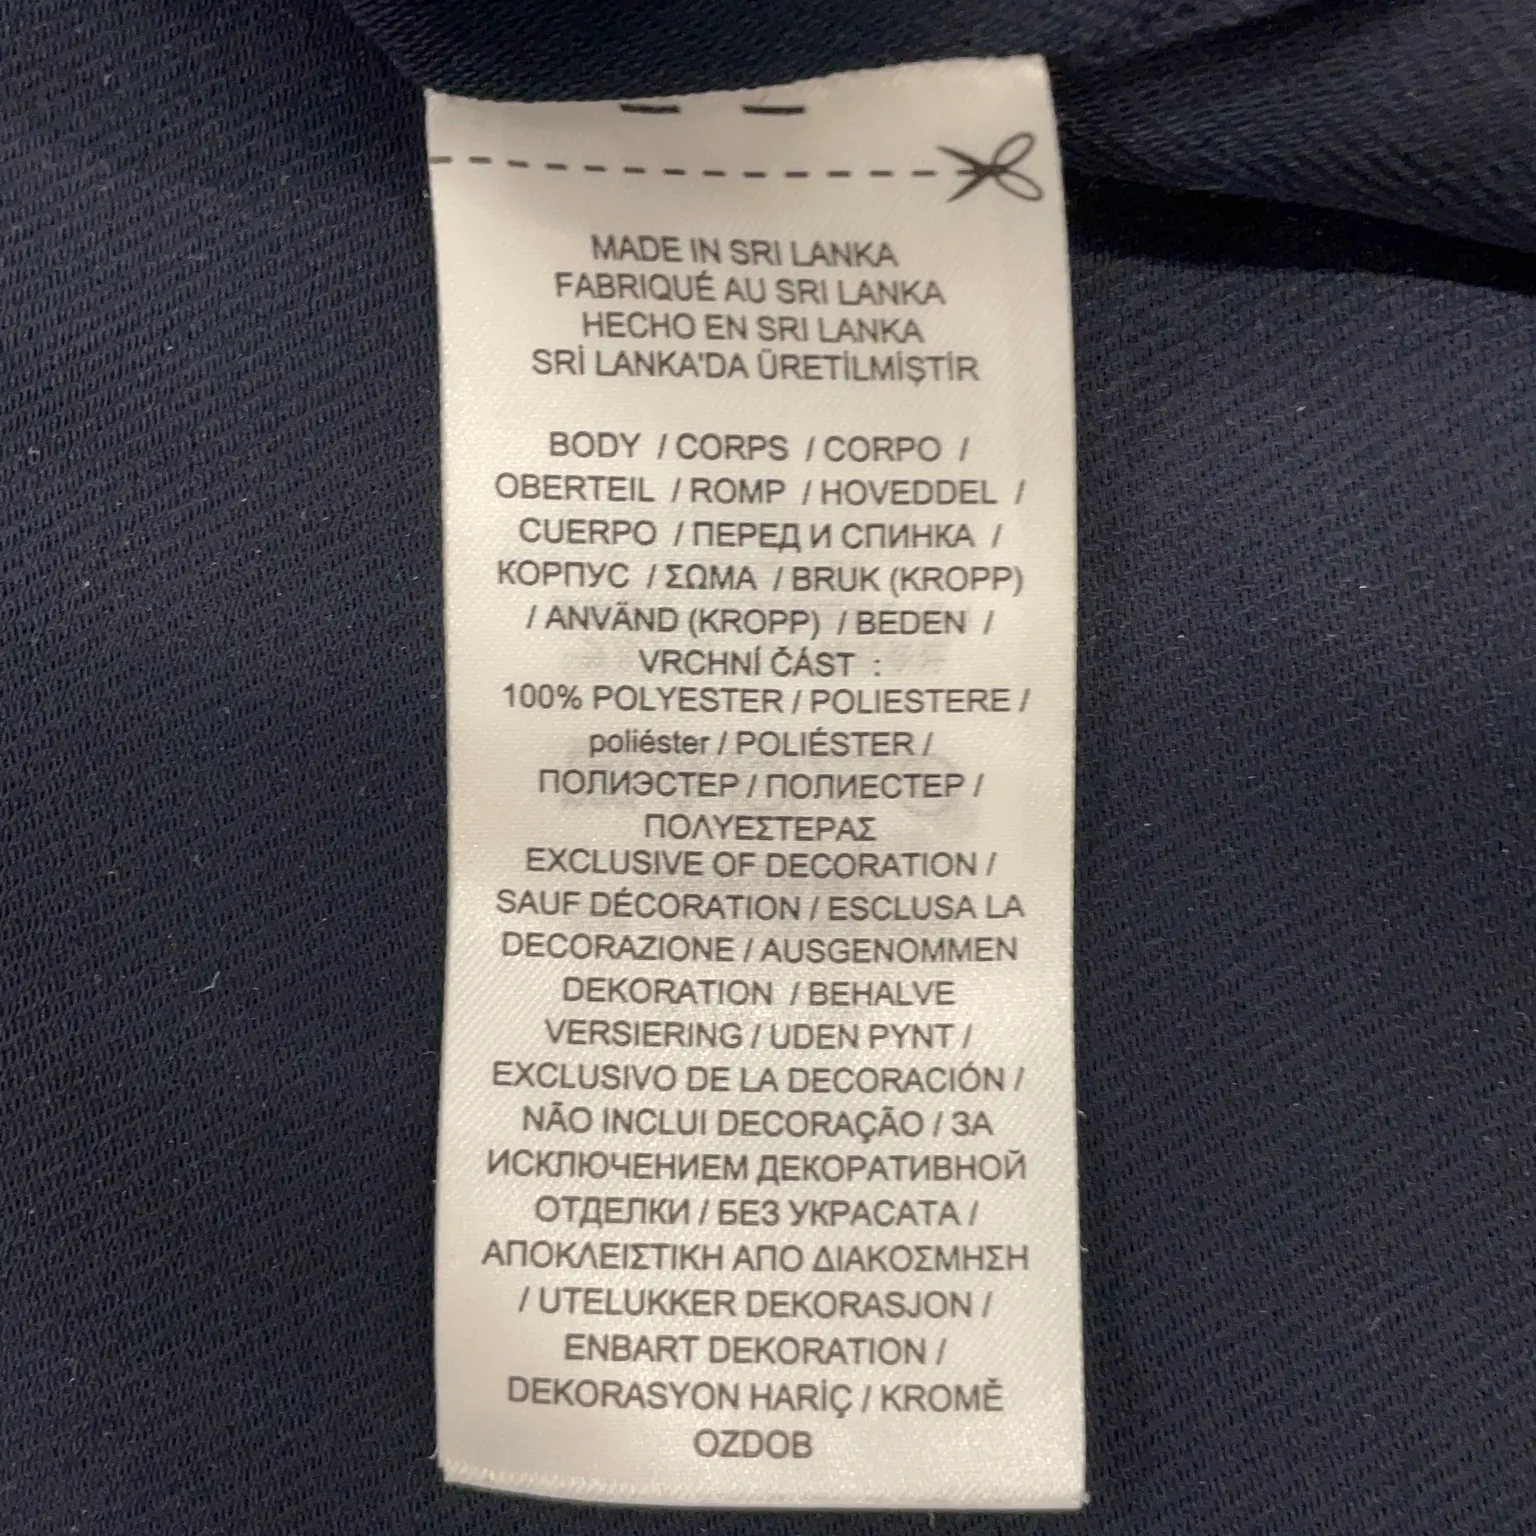 MADE IN SRI LANKA
FABRIQUÉ AU SRI LANKA
HECHO EN SRI LANKA
SRİ LANKA'DA ÜRETİLMİŞTİR
BODY / CORPS / CORPO /
OBERTEIL / ROMP / HOVEDDEL /
CUERPO / ПЕРЕД И СПИНКА /
КОРПУС / ΣΩΜΑ / BRUK (KROPP)
/ ANVÄND (KROPP) / BEDEN /
VRCHNÍ ČÁST :
100% POLYESTER / POLIESTERE /
poliéster / POLIÉSTER /
ПОЛИЭСТЕР / ПОЛИЕСТЕР /
ΠΟΛΥΕΣΤΕΡΑΣ
EXCLUSIVE OF DECORATION /
SAUF DÉCORATION / ESCLUSA LA
DECORAZIONE / AUSGENOMMEN
DEKORATION / BEHALVE
VERSIERING / UDEN PYNT /
EXCLUSIVO DE LA DECORACIÓN /
NÃO INCLUI DECORAÇÃO / ЗА
ИСКЛЮЧЕНИЕМ ДЕКОРАТИВНОЙ
ОТДЕЛКИ / БЕЗ УКРАСАТА /
ΑΠΟΚΛΕΙΣΤΙΚΗ ΑΠΟ ΔΙΑΚΟΣΜΗΣΗ
/ UTELUKKER DEKORASJON /
ENBART DEKORATION /
DEKORASYON HARİÇ / KROMĚ
OZDOB